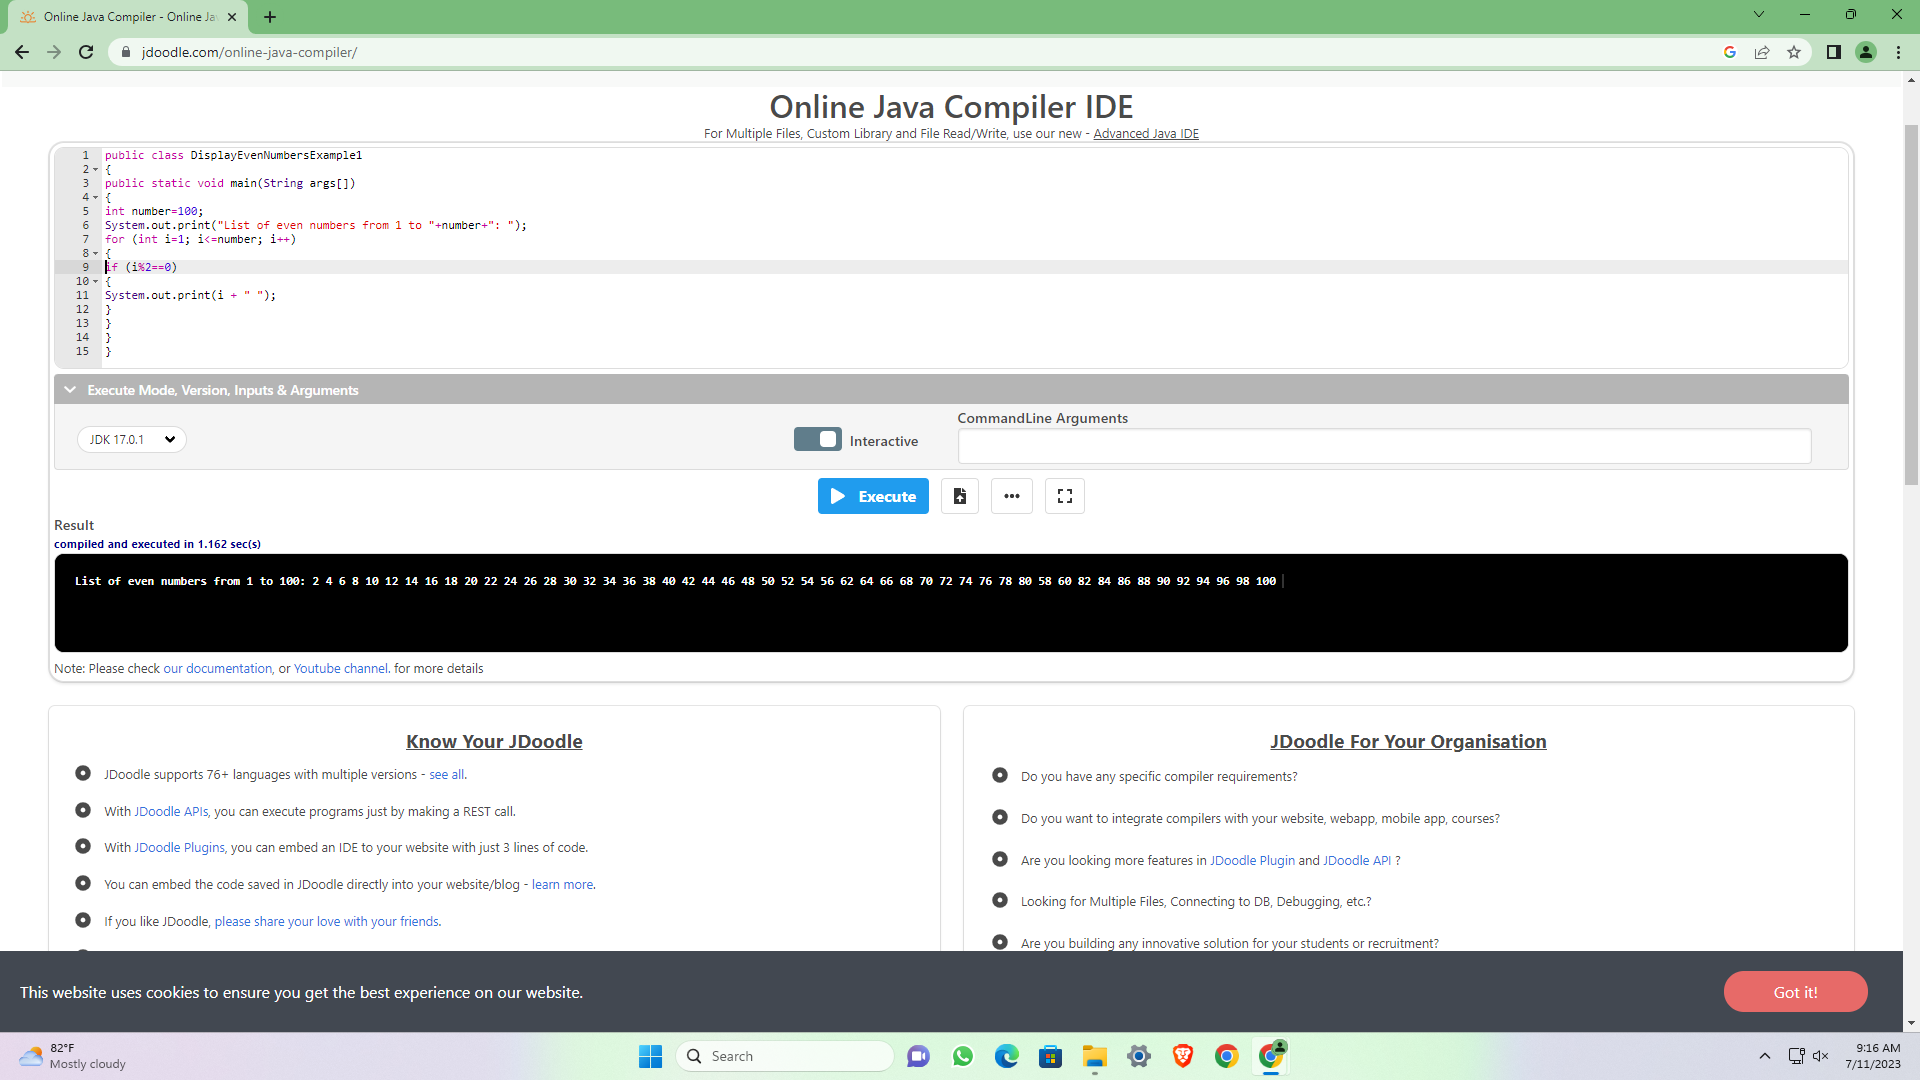 Online Java Compiler - Online Ja
jdoodle.com/online-java-compiler/
Online Java Compiler IDE
For Multiple Files, Custom Library and File Read/Write, use our new - Advanced Java IDE
1 public class DisplayEvenNumbersExample1
2 {
3 public static void main(String args[])
4 {
5 int number=100;
6 System.out.print("List of even numbers from 1 to "+number+": ");
7 for (int i=1; i<=number; i++)
8 {
9 if (i%2==0)
10 {
11 System.out.print(i + " ");
12 }
13 }
14 }
15 }
Execute Mode, Version, Inputs & Arguments
CommandLine Arguments
JDK 17.0.1
Interactive
Execute
Result
compiled and executed in 1.162 sec(s)
List of even numbers from 1 to 100: 2 4 6 8 10 12 14 16 18 20 22 24 26 28 30 32 34 36 38 40 42 44 46 48 50 52 54 56 62 64 66 68 70 72 74 76 78 80 58 60 82 84 86 88 90 92 94 96 98 100
Note: Please check our documentation, or Youtube channel. for more details
Know Your JDoodle
JDoodle supports 76+ languages with multiple versions - see all.
With JDoodle APIs, you can execute programs just by making a REST call.
With JDoodle Plugins, you can embed an IDE to your website with just 3 lines of code.
You can embed the code saved in JDoodle directly into your website/blog - learn more.
If you like JDoodle, please share your love with your friends.
JDoodle For Your Organisation
Do you have any specific compiler requirements?
Do you want to integrate compilers with your website, webapp, mobile app, courses?
Are you looking more features in JDoodle Plugin and JDoodle API ?
Looking for Multiple Files, Connecting to DB, Debugging, etc.?
Are you building any innovative solution for your students or recruitment?
This website uses cookies to ensure you get the best experience on our website.
Got it!
82°F
Mostly cloudy
Search
9:16 AM
7/11/2023